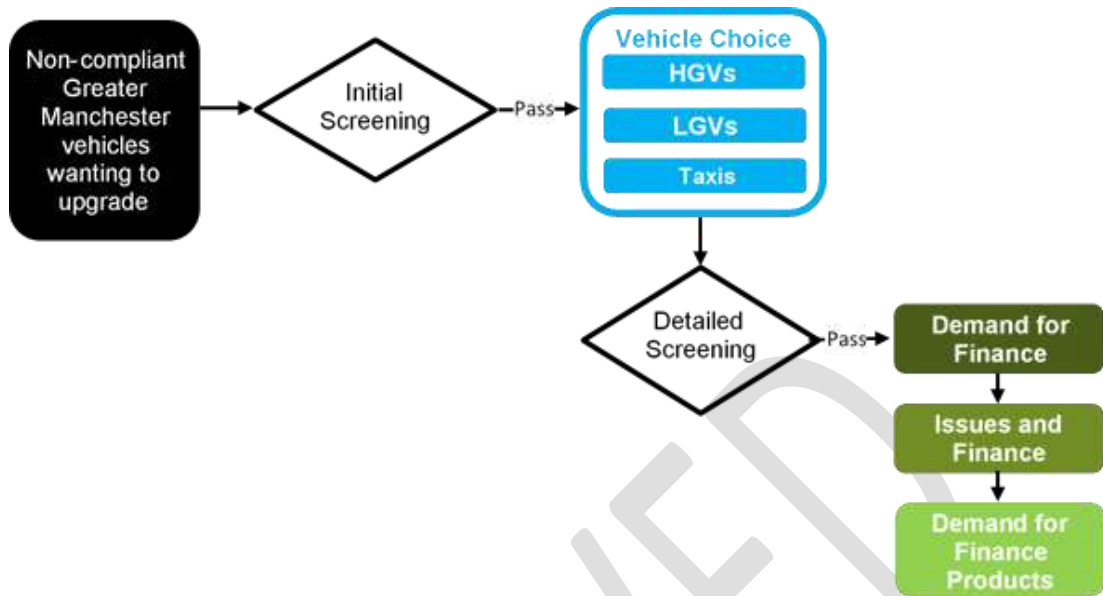 Non-compliant
Greater
Manchester
vehicles
wanting to
upgrade
Initial
Screening
Pass
Vehicle Choice
HGVs
LGVs
Taxis
Detailed
Screening
Pass
Demand for
Finance
Issues and
Finance
Demand for
Finance
Products